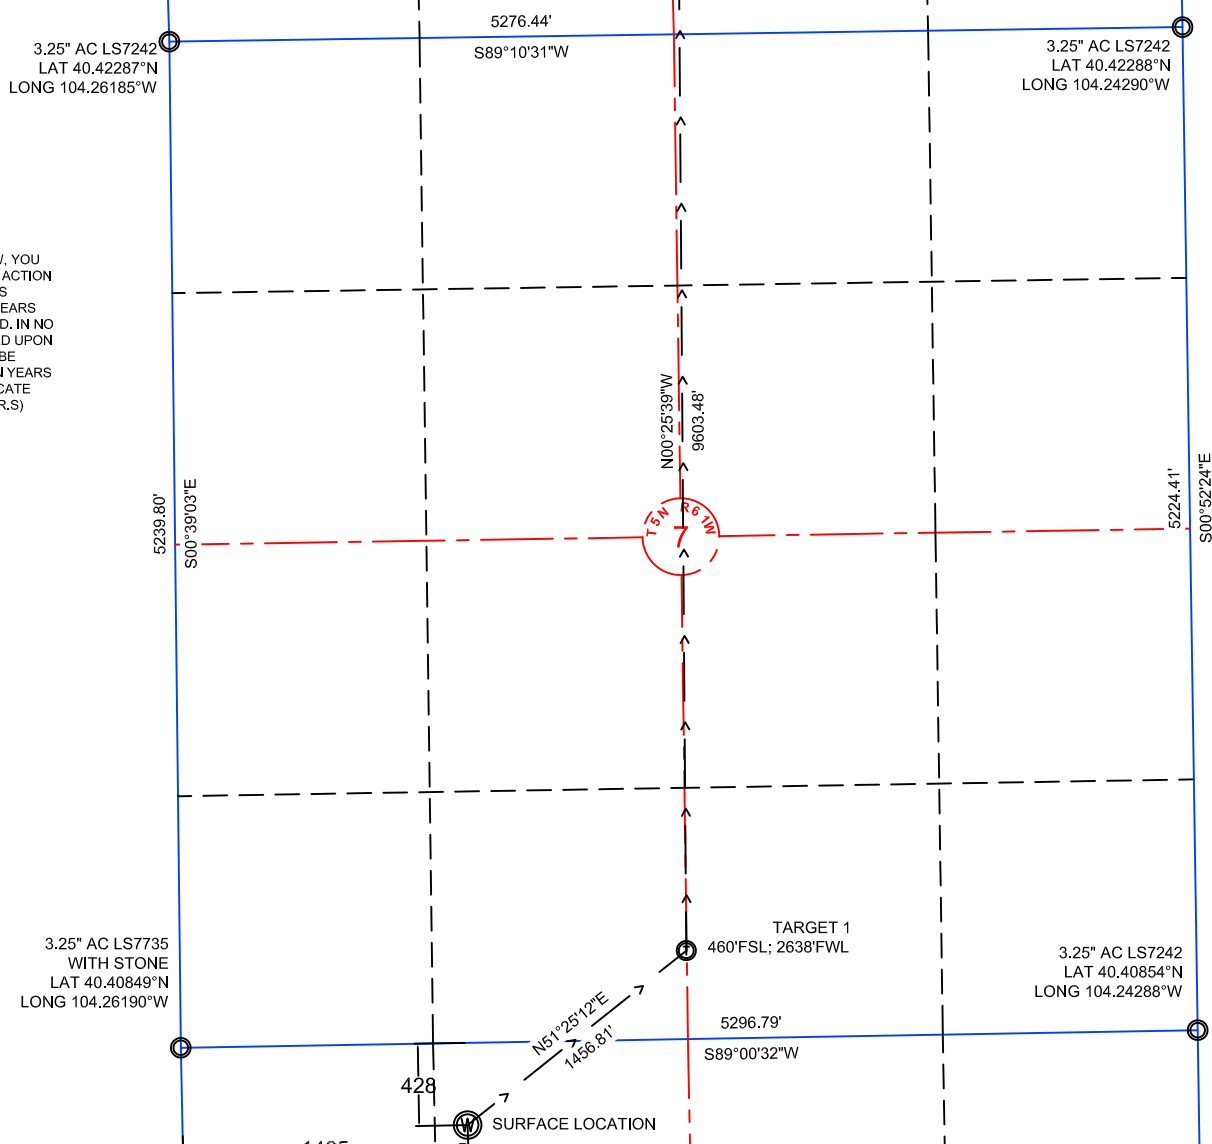 5276.44'
S89°10'31"W
3.25" AC LS7242
LAT 40.42287°N
LONG 104.26185°W
3.25" AC LS7242
LAT 40.42288°N
LONG 104.24290°W
YOU
ACTION
S
EARS
D. IN NO
D UPON
BE
N YEARS
CATE
R.S)
N00°25'39"W
9603.48'
5239.80'
S00°39'03"E
T5N R61W
7
5224.41'
S00°52'24"E
TARGET 1
460'FSL; 2638'FWL
3.25" AC LS7735
WITH STONE
LAT 40.40849°N
LONG 104.26190°W
3.25" AC LS7242
LAT 40.40854°N
LONG 104.24288°W
N51°25'12"E
1456.81'
5296.79'
S89°00'32"W
428
W SURFACE LOCATION